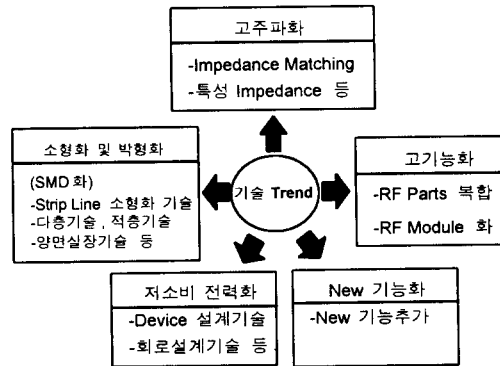 고주파화
-Impedance Matching
-특성 Impedance 등
소형화 및 박형화
(SMD 화)
-Strip Line 소형화 기술
-다층기술 , 적층기술
-양면실장기술 등
기술 Trend
고기능화
-RF Parts 복합
-RF Module 화
저소비 전력화
-Device 설계기술
-회로설계기술 등
New 기능화
-New 기능추가